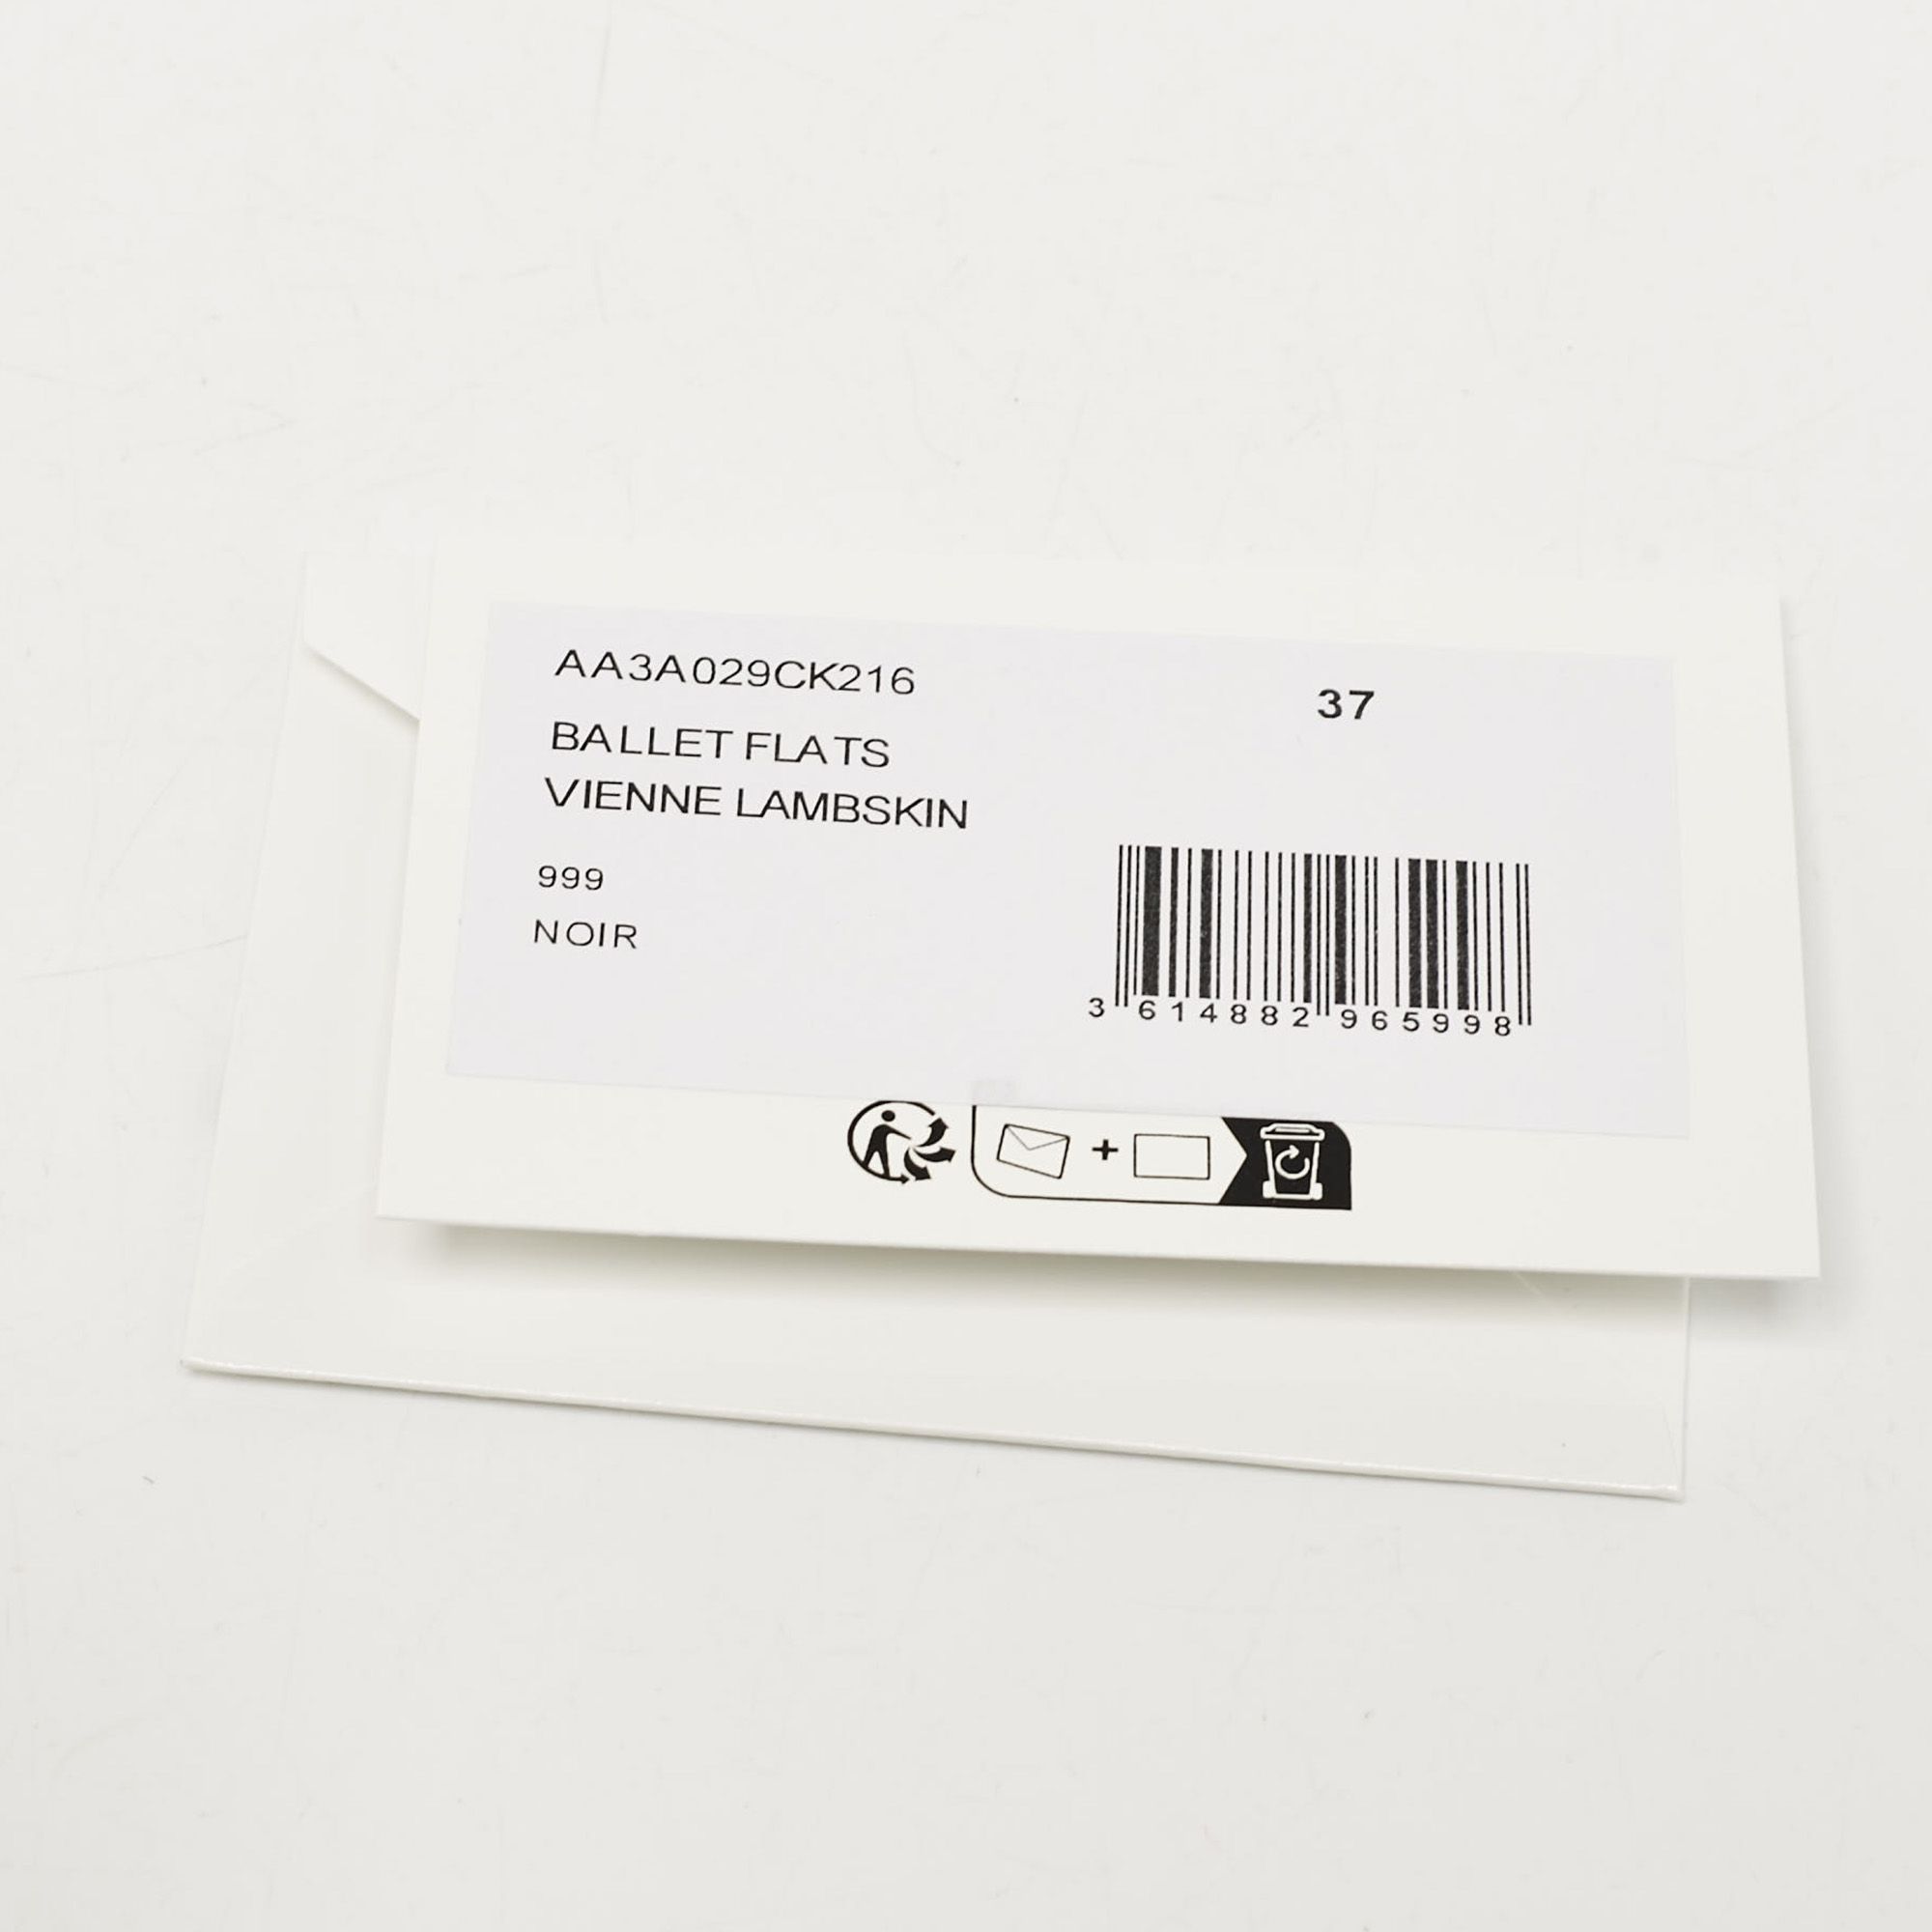 AA3A029CK216
37
BALLET FLATS
VIENNE LAMBSKIN
999
NOIR
3 614882 965998
+